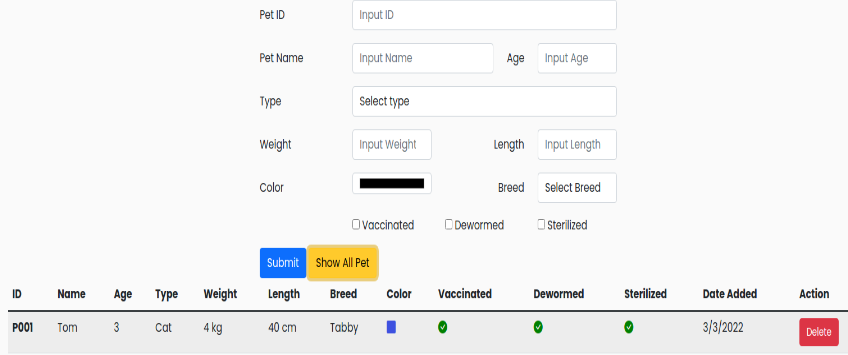 Pet ID Input ID
Pet Name Input Name Age Input Age
Type Select type
Weight Input Weight Length Input Length
Color Breed Select Breed
Vaccinated Dewormed Sterilized
Submit Show All Pet
ID Name Age Type Weight Length Breed Color Vaccinated Dewormed Sterilized Date Added Action
P001 Tom 3 Cat 4 kg 40 cm Tabby 3/3/2022 Delete